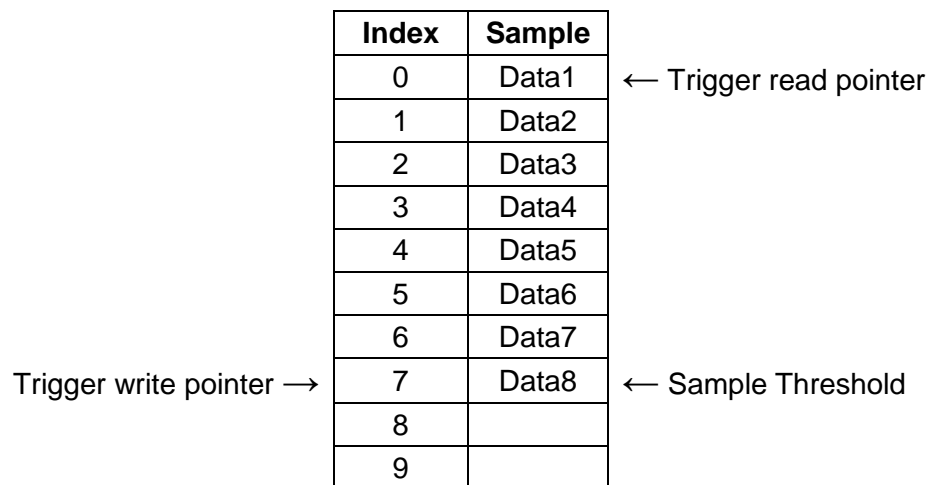 Index Sample
0 Data1 ← Trigger read pointer
1 Data2
2 Data3
3 Data4
4 Data5
5 Data6
6 Data7
Trigger write pointer → 7 Data8 ← Sample Threshold
8
9